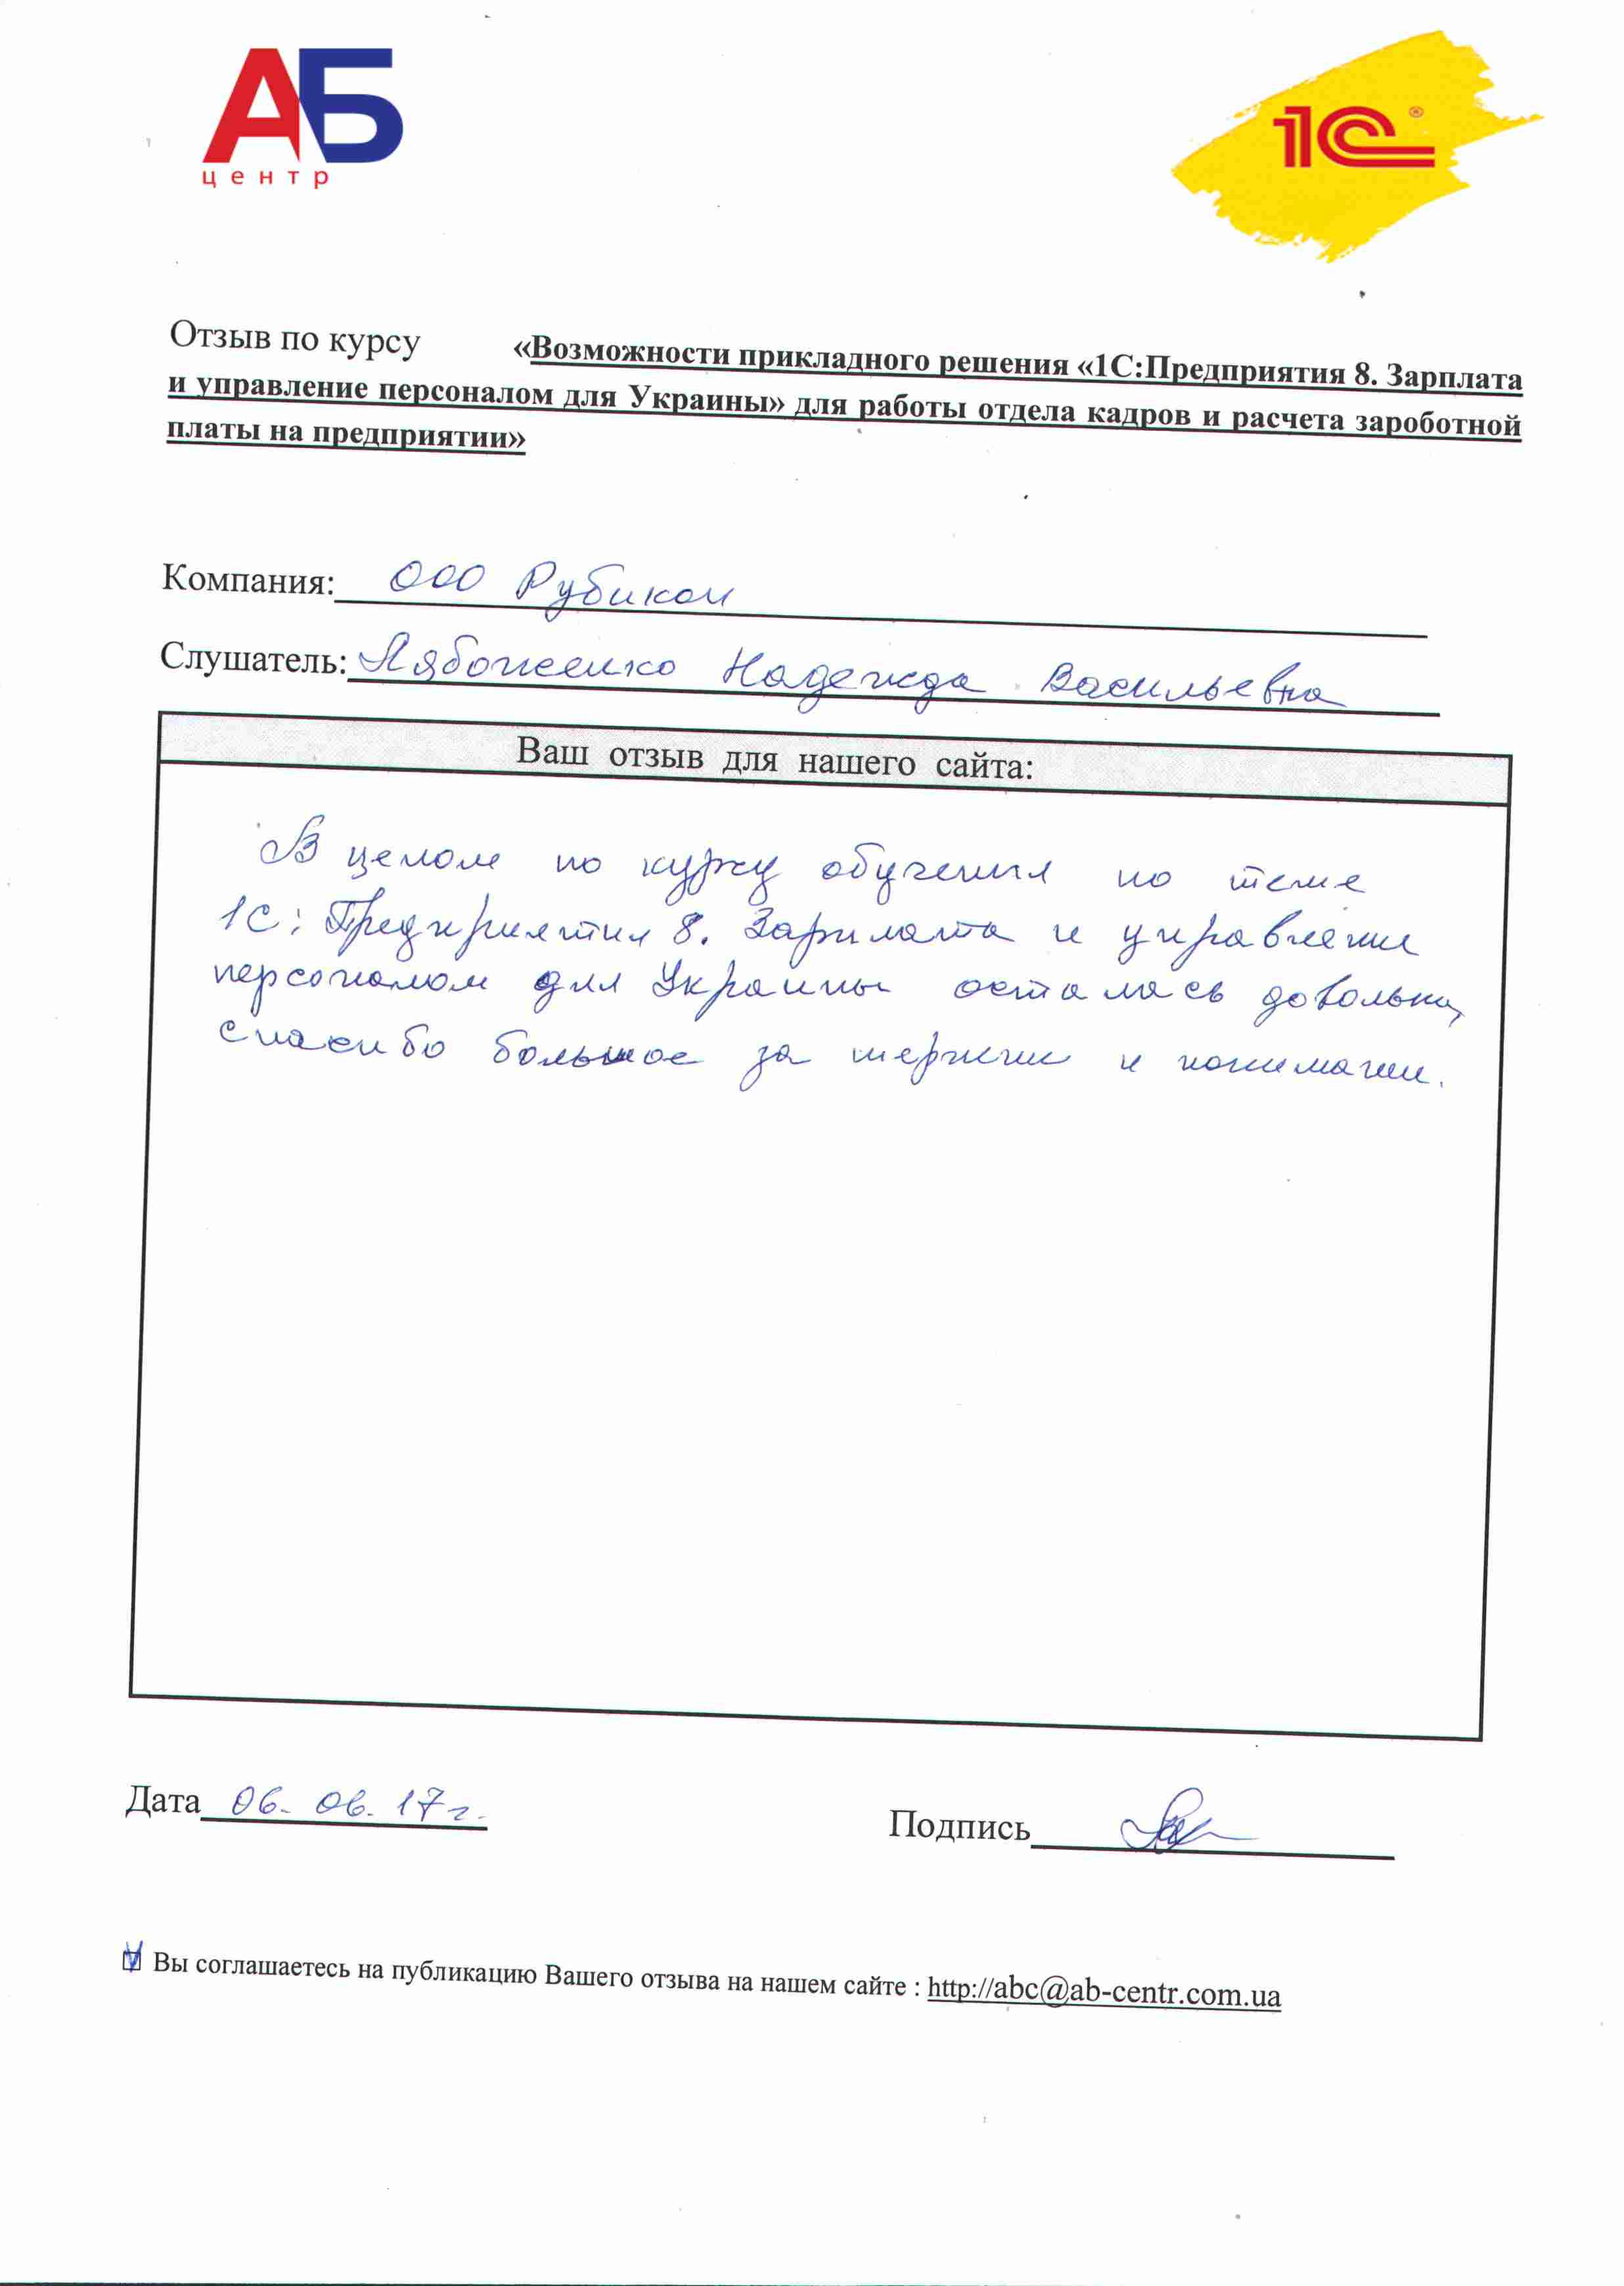 АБ
центр
1С®
Отзыв по курсу «Возможности прикладного решения «1С:Предприятия 8. Зарплата
и управление персоналом для Украины» для работы отдела кадров и расчета зароботной
платы на предприятии»
Компания: ООО Рубикон
Слушатель: Надежда Васильевна
Ваш отзыв для нашего сайта:
В целом по курсу обучения по теме
1С: Предприятия 8. Зарплата и управление
персоналом для Украины осталась довольна,
спасибо большое за терпение и понимание.
Дата 06.06.17г.
Подпись
Вы соглашаетесь на публикацию Вашего отзыва на нашем сайте : http://abc@ab-centr.com.ua